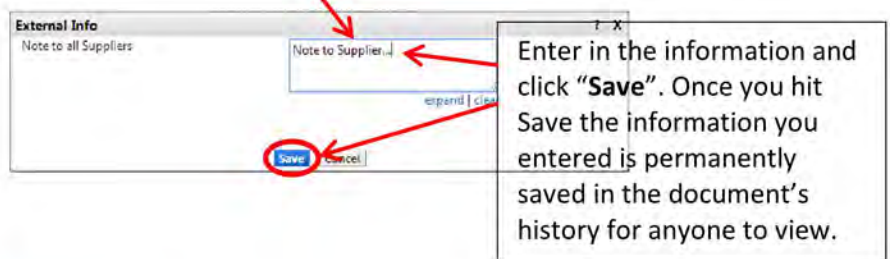 External Info ? X
Note to all Suppliers
Note to Supplier...
expand | clea
Save Cancel
Enter in the information and
click “Save”. Once you hit
Save the information you
entered is permanently
saved in the document’s
history for anyone to view.